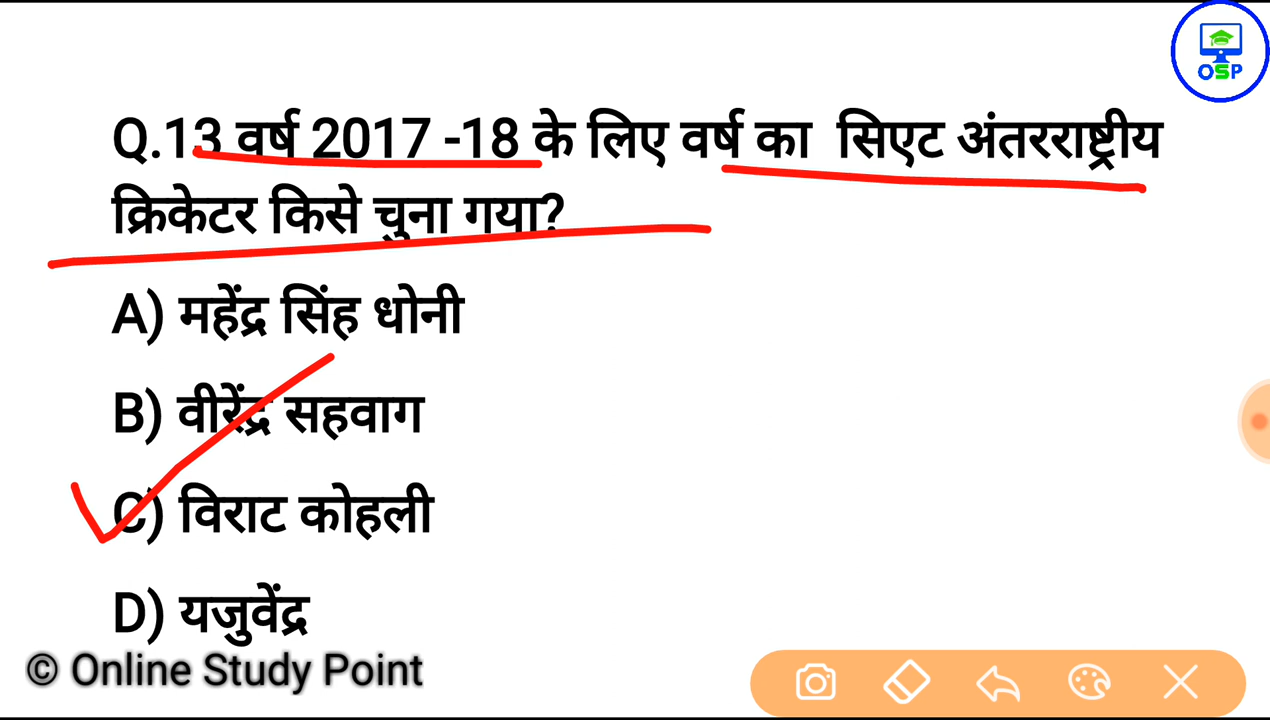 OSP
Q.13 वर्ष 2017 -18 के लिए वर्ष का सिएट अंतरराष्ट्रीय
क्रिकेटर किसे चुना गया?
A) महेंद्र सिंह धोनी
B) वीरेंद्र सहवाग
C) विराट कोहली
D) यजुवेंद्र
© Online Study Point